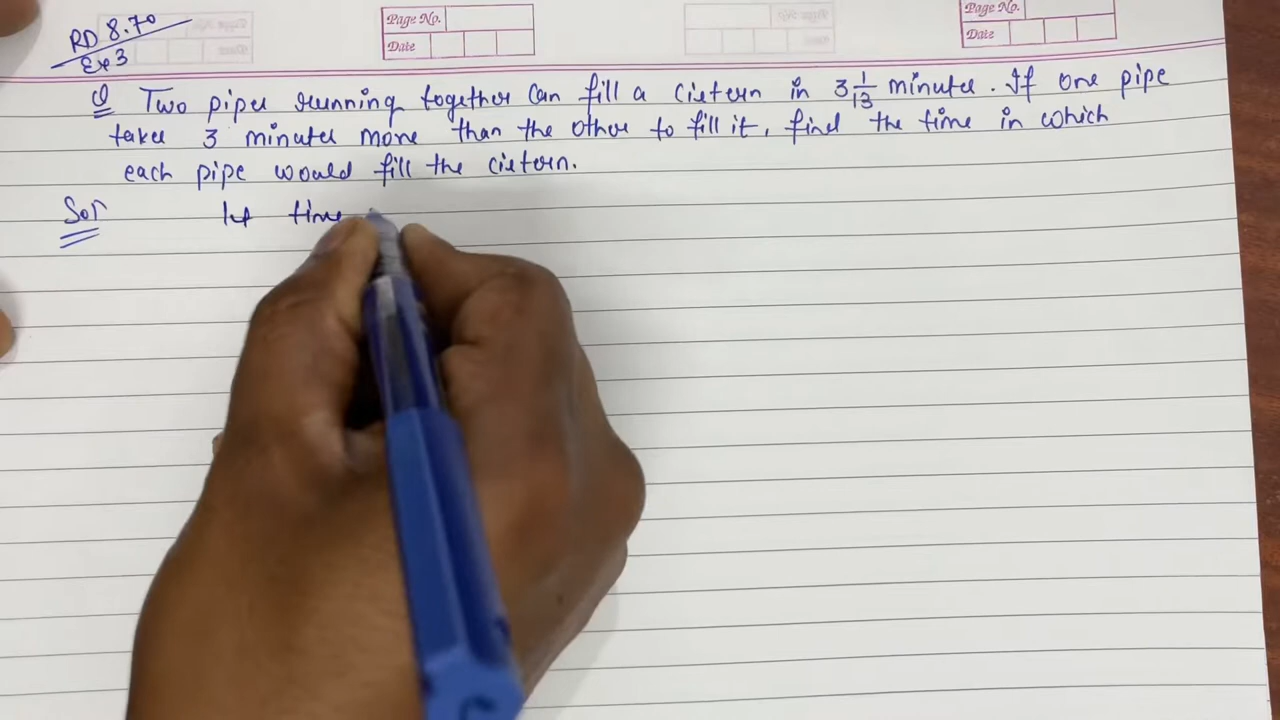 RD 8.70
Ex 3
Page No.
Date
Page No.
Date
Q Two pipes running together can fill a cistern in 3 1/13 minutes. If one pipe
takes 3 minutes more than the other to fill it, find the time in which
each pipe would fill the cistern.
Sol let time